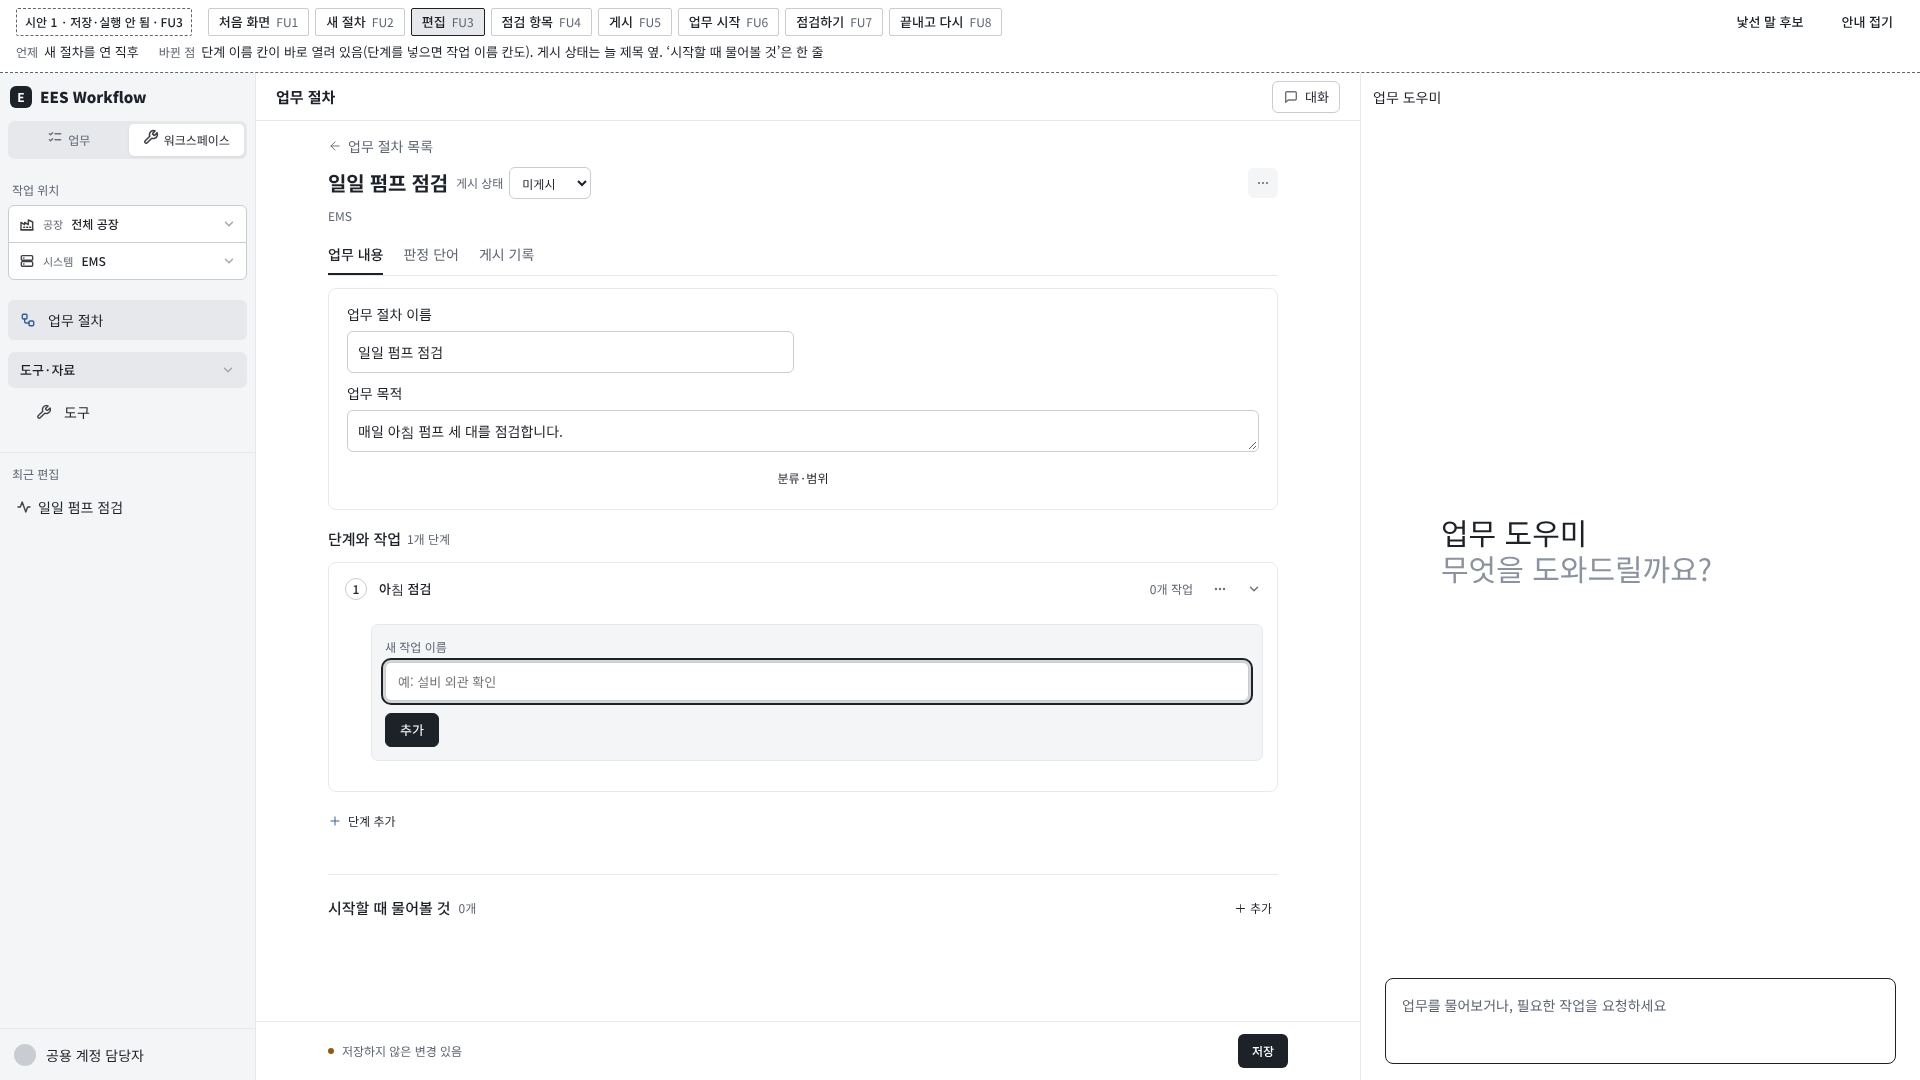 시안 1 · 저장·실행 안 됨 · FU3
처음 화면 FU1
새 절차 FU2
편집 FU3
점검 항목 FU4
게시 FU5
업무 시작 FU6
점검하기 FU7
끝내고 다시 FU8
낯선 말 후보
안내 접기
언제 새 절차를 연 직후 바뀐 점 단계 이름 칸이 바로 열려 있음(단계를 넣으면 작업 이름 칸도). 게시 상태는 늘 제목 옆. ‘시작할 때 물어볼 것’은 한 줄
E EES Workflow
업무
워크스페이스
작업 위치
공장 전체 공장
시스템 EMS
업무 절차
도구·자료
도구
최근 편집
일일 펌프 점검
공용 계정 담당자
업무 절차
대화
← 업무 절차 목록
일일 펌프 점검 게시 상태 미게시
EMS
업무 내용
판정 단어
게시 기록
업무 절차 이름
일일 펌프 점검
업무 목적
매일 아침 펌프 세 대를 점검합니다.
분류·범위
단계와 작업 1개 단계
1 아침 점검
0개 작업
새 작업 이름
예: 설비 외관 확인
추가
+ 단계 추가
시작할 때 물어볼 것 0개
+ 추가
저장하지 않은 변경 있음
저장
업무 도우미
업무 도우미
무엇을 도와드릴까요?
업무를 물어보거나, 필요한 작업을 요청하세요